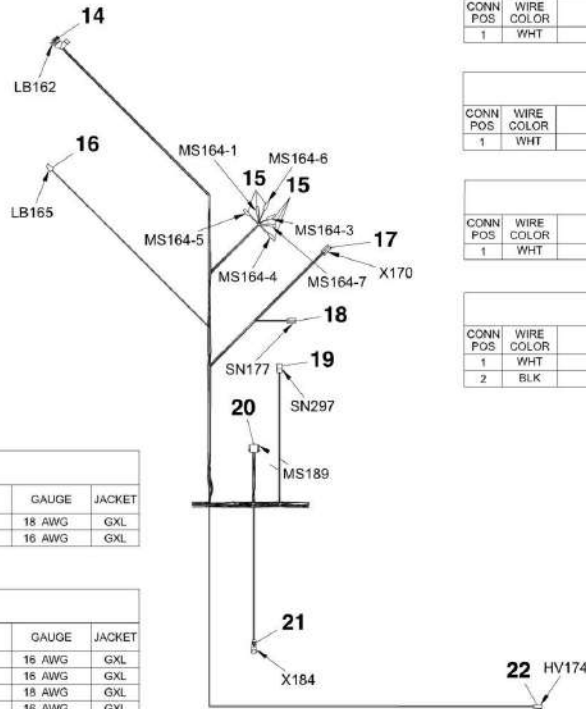 14
LB162
16
LB165
MS164-1
MS164-6
15
15
MS164-5
MS164-3
MS164-4
MS164-7
17
X170
18
SN177
19
SN297
20
MS189
21
X184
22
HV174
CONN POS WIRE COLOR
1 WHT
CONN POS WIRE COLOR
1 WHT
CONN POS WIRE COLOR
1 WHT
CONN POS WIRE COLOR
1 WHT
2 BLK
GAUGE JACKET
18 AWG GXL
16 AWG GXL
GAUGE JACKET
16 AWG GXL
16 AWG GXL
18 AWG GXL
16 AWG GXL